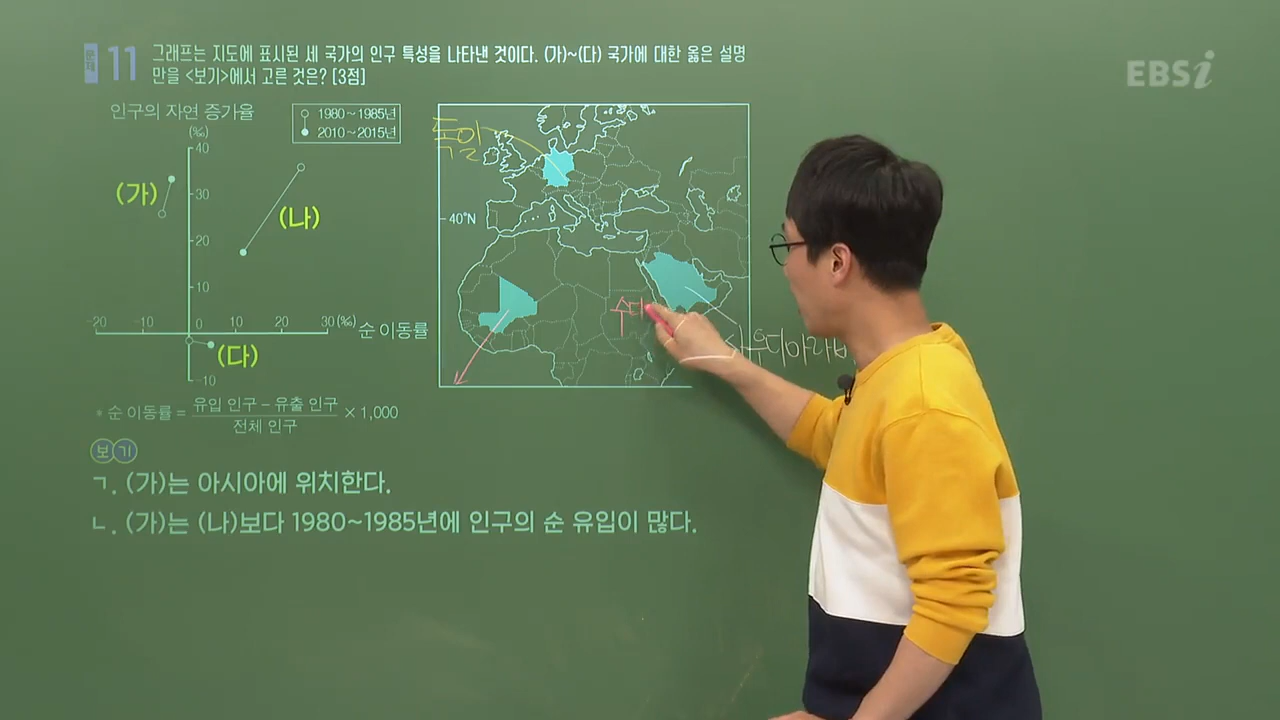 문제 11 그래프는 지도에 표시된 세 국가의 인구 특성을 나타낸 것이다. (가)~(다) 국가에 대한 옳은 설명
만을 <보기>에서 고른 것은? [3점]
EBSi
인구의 자연 증가율
(‰)
1980~1985년
2010~2015년
40
30
20
10
-20
-10
0
10
20
30(‰)
순 이동률
-10
(가)
(나)
(다)
독일
40°N
수단
사우디아라비
* 순 이동률 = 유입 인구 - 유출 인구 / 전체 인구 × 1,000
보기
ㄱ. (가)는 아시아에 위치한다.
ㄴ. (가)는 (나)보다 1980~1985년에 인구의 순 유입이 많다.